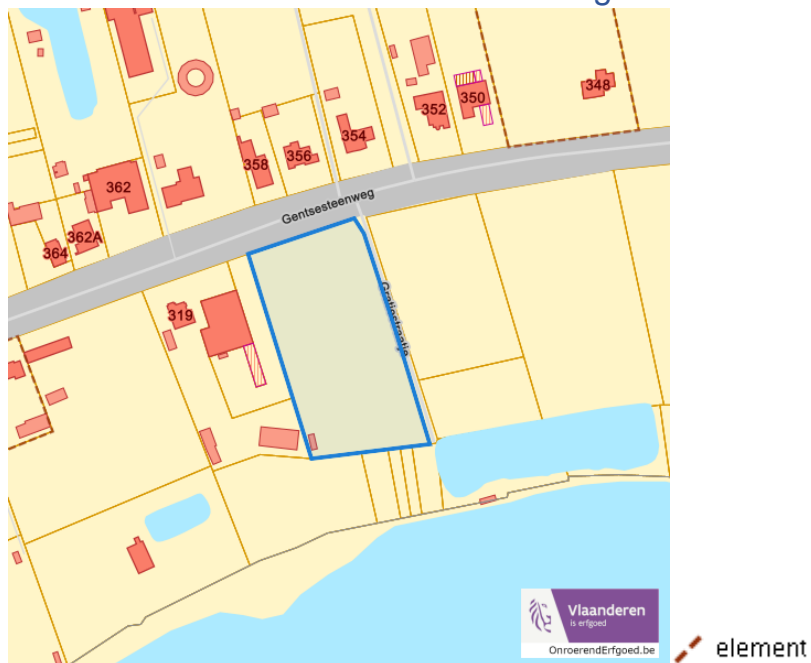 348
350
352
354
356
358
362
Gentsesteenweg
362A
364
319
Vlaanderen
is erfgoed
OnroerendErfgoed.be
element